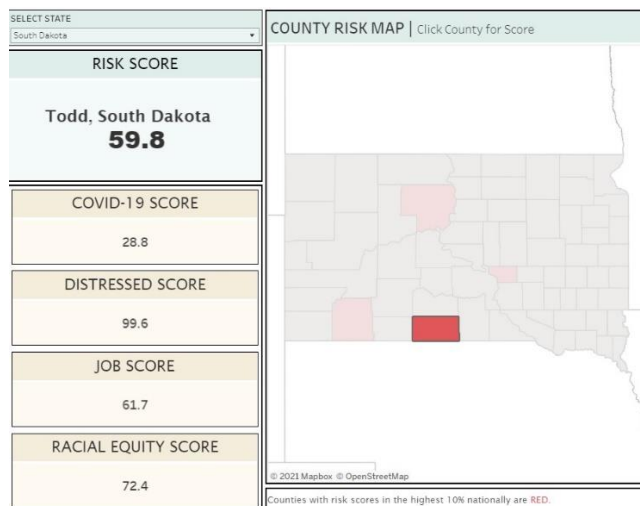 SELECT STATE
South Dakota
RISK SCORE
Todd, South Dakota
59.8
COVID-19 SCORE
28.8
DISTRESSED SCORE
99.6
JOB SCORE
61.7
RACIAL EQUITY SCORE
72.4
COUNTY RISK MAP | Click County for Score
© 2021 Mapbox © OpenStreetMap
Counties with risk scores in the highest 10% nationally are RED.